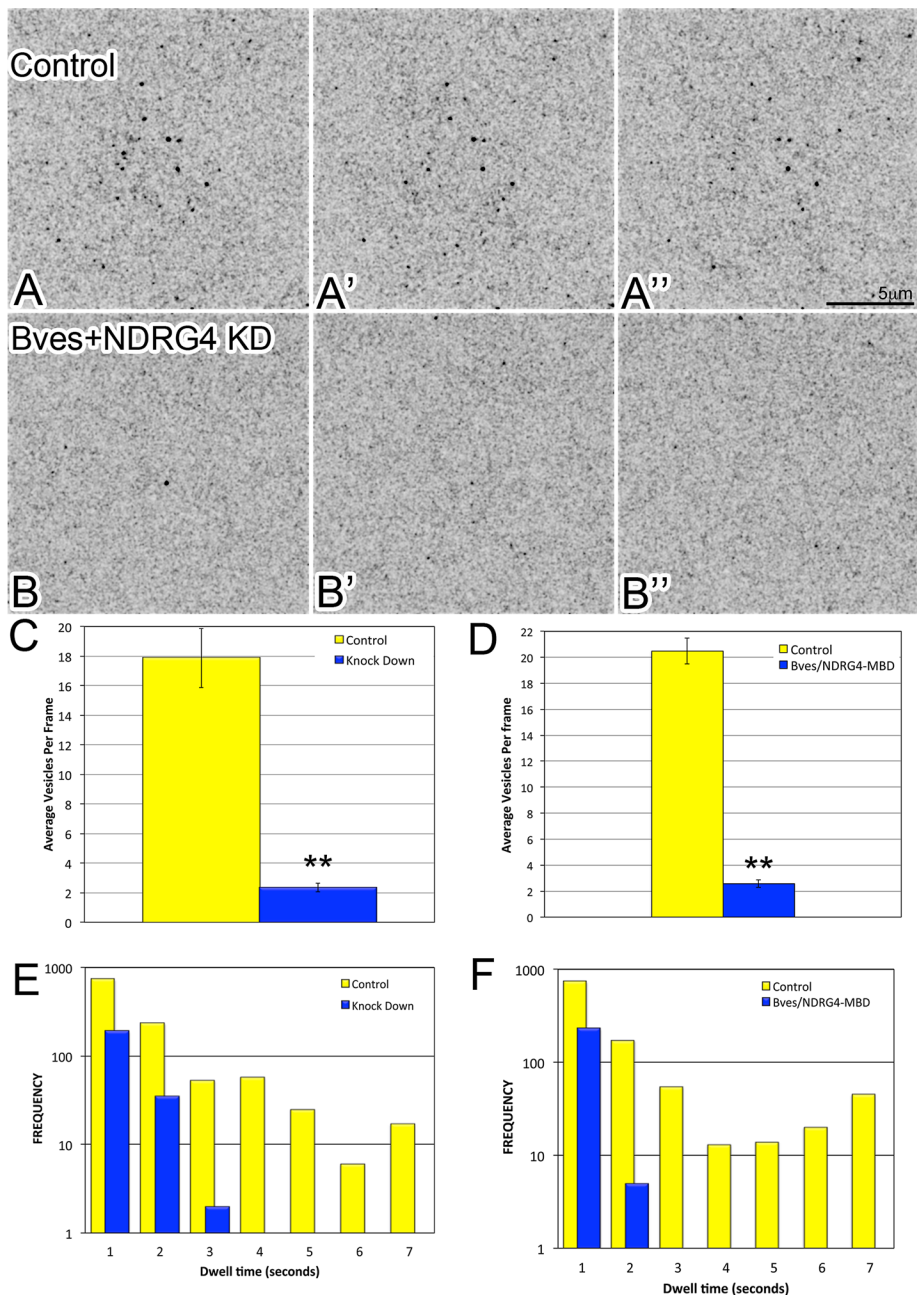 Control
A
A’
A’’
5μm
Bves+NDRG4 KD
B
B’
B’’
C
20
18
16
14
12
10
8
6
4
2
0
Average Vesicles Per Frame
Control
Knock Down
**
D
22
20
18
16
14
12
10
8
6
4
2
0
Average Vesicles Per frame
Control
Bves/NDRG4-MBD
**
E
1000
100
10
1
FREQUENCY
Control
Knock Down
1 2 3 4 5 6 7
Dwell time (seconds)
F
1000
100
10
1
FREQUENCY
Control
Bves/NDRG4-MBD
1 2 3 4 5 6 7
Dwell time (seconds)